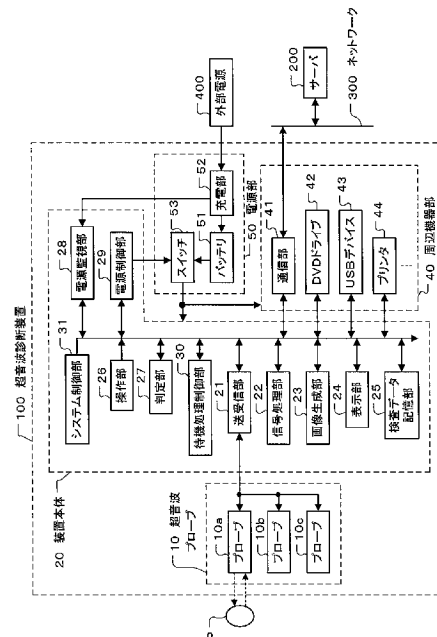 100 超音波診断装置
20 装置本体
31
システム制御部
28
電源監視部
29
電源制御部
26
操作部
27
判定部
30
待機処理制御部
21
送受信部
22
信号処理部
23
画像生成部
24
表示部
25
検査データ
記憶部
10 超音波
プローブ
10a
プローブ
10b
プローブ
10c
プローブ
P
53
スイッチ
52
充電部
51
バッテリ
50 電源部
400
外部電源
200
サーバ
300 ネットワーク
41
通信部
42
DVDドライブ
43
USBデバイス
44
プリンタ
40 周辺機器部